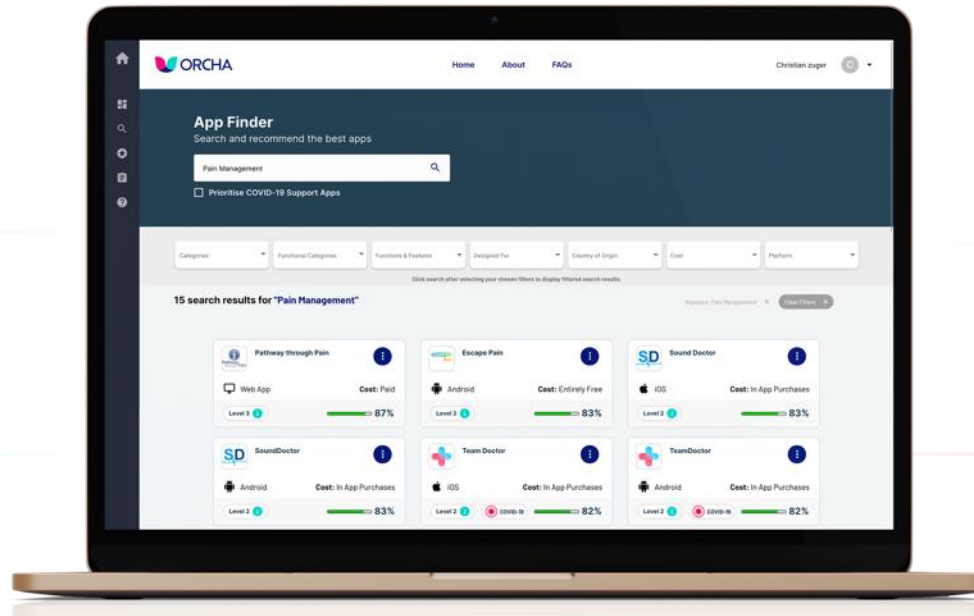 ORCHA
Home About FAQs
Christian zuger
C
App Finder
Search and recommend the best apps
Pain Management
Prioritise COVID-19 Support Apps
Categories Functional Categories Functions & Features Designed For Country of Origin Cost Platform
Click search after selecting your chosen filters to display filtered search results.
15 search results for "Pain Management"
Keyword: Pain Management × Clear Filters ×
Pathway through Pain
Web App Cost: Paid
Level 3 87%
Escape Pain
Android Cost: Entirely Free
Level 2 83%
SD Sound Doctor
iOS Cost: In App Purchases
Level 2 83%
SD SoundDoctor
Android Cost: In App Purchases
Level 2 83%
Team Doctor
iOS Cost: In App Purchases
Level 2 COVID-19 82%
TeamDoctor
Android Cost: In App Purchases
Level 2 COVID-19 82%